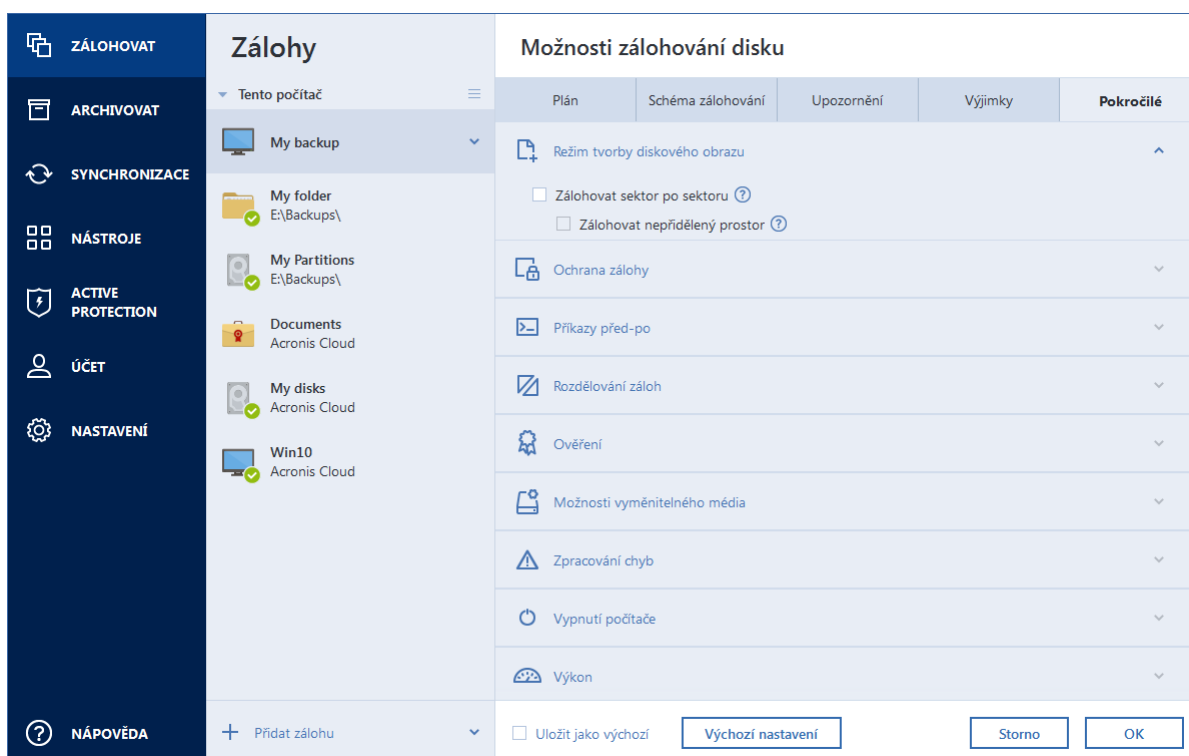 ZÁLOHOVAT
ARCHIVOVAT
SYNCHRONIZACE
NÁSTROJE
ACTIVE
PROTECTION
ÚČET
NASTAVENÍ
NÁPOVĚDA
Zálohy
Tento počítač
My backup
My folder
E:\Backups\
My Partitions
E:\Backups\
Documents
Acronis Cloud
My disks
Acronis Cloud
Win10
Acronis Cloud
Přidat zálohu
Možnosti zálohování disku
Plán
Schéma zálohování
Upozornění
Výjimky
Pokročilé
Režim tvorby diskového obrazu
Zálohovat sektor po sektoru ?
Zálohovat nepřidělený prostor ?
Ochrana zálohy
Příkazy před-po
Rozdělování záloh
Ověření
Možnosti vyměnitelného média
Zpracování chyb
Vypnutí počítače
Výkon
Uložit jako výchozí
Výchozí nastavení
Storno
OK